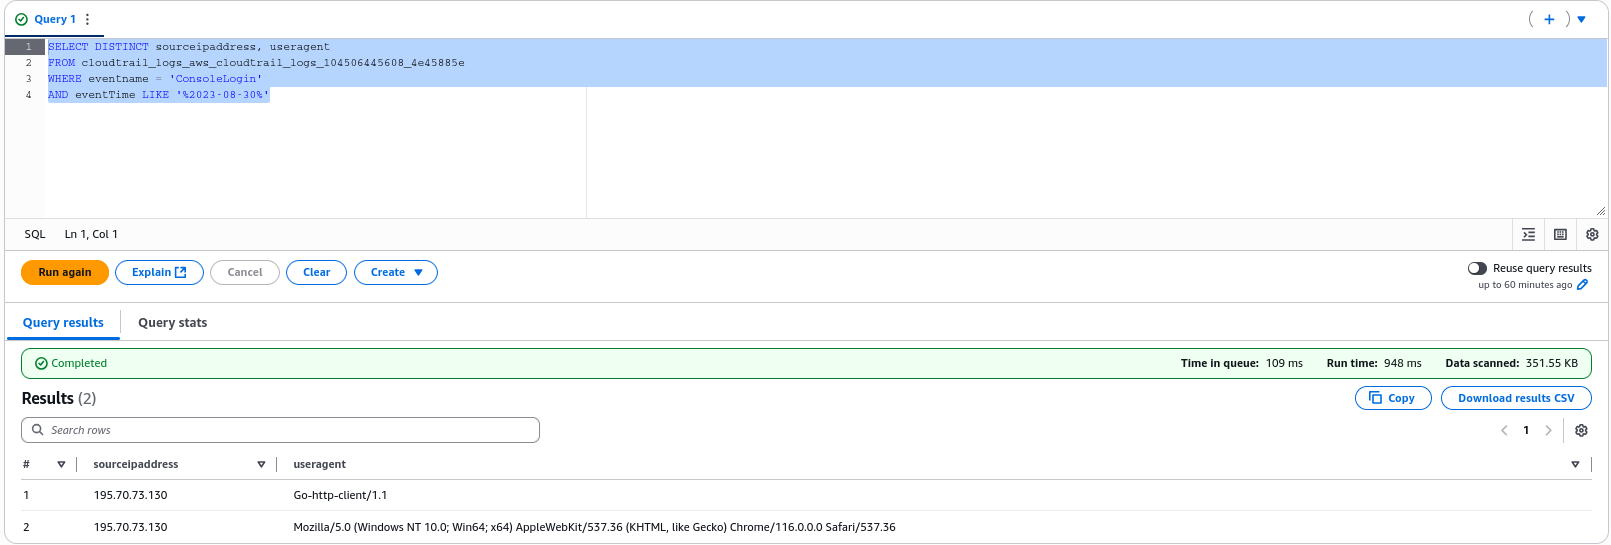 Query 1
1 SELECT DISTINCT sourceipaddress, useragent
2 FROM cloudtrail_logs_aws_cloudtrail_logs_104506445608_4e45885e
3 WHERE eventname = 'ConsoleLogin'
4 AND eventTime LIKE '%2023-08-30%'
SQL Ln 1, Col 1
Run again Explain Cancel Clear Create Reuse query results
up to 60 minutes ago
Query results Query stats
Completed Time in queue: 109 ms Run time: 948 ms Data scanned: 351.55 KB
Results (2) Copy Download results CSV
Search rows 1
# sourceipaddress useragent
1 195.70.73.130 Go-http-client/1.1
2 195.70.73.130 Mozilla/5.0 (Windows NT 10.0; Win64; x64) AppleWebKit/537.36 (KHTML, like Gecko) Chrome/116.0.0.0 Safari/537.36